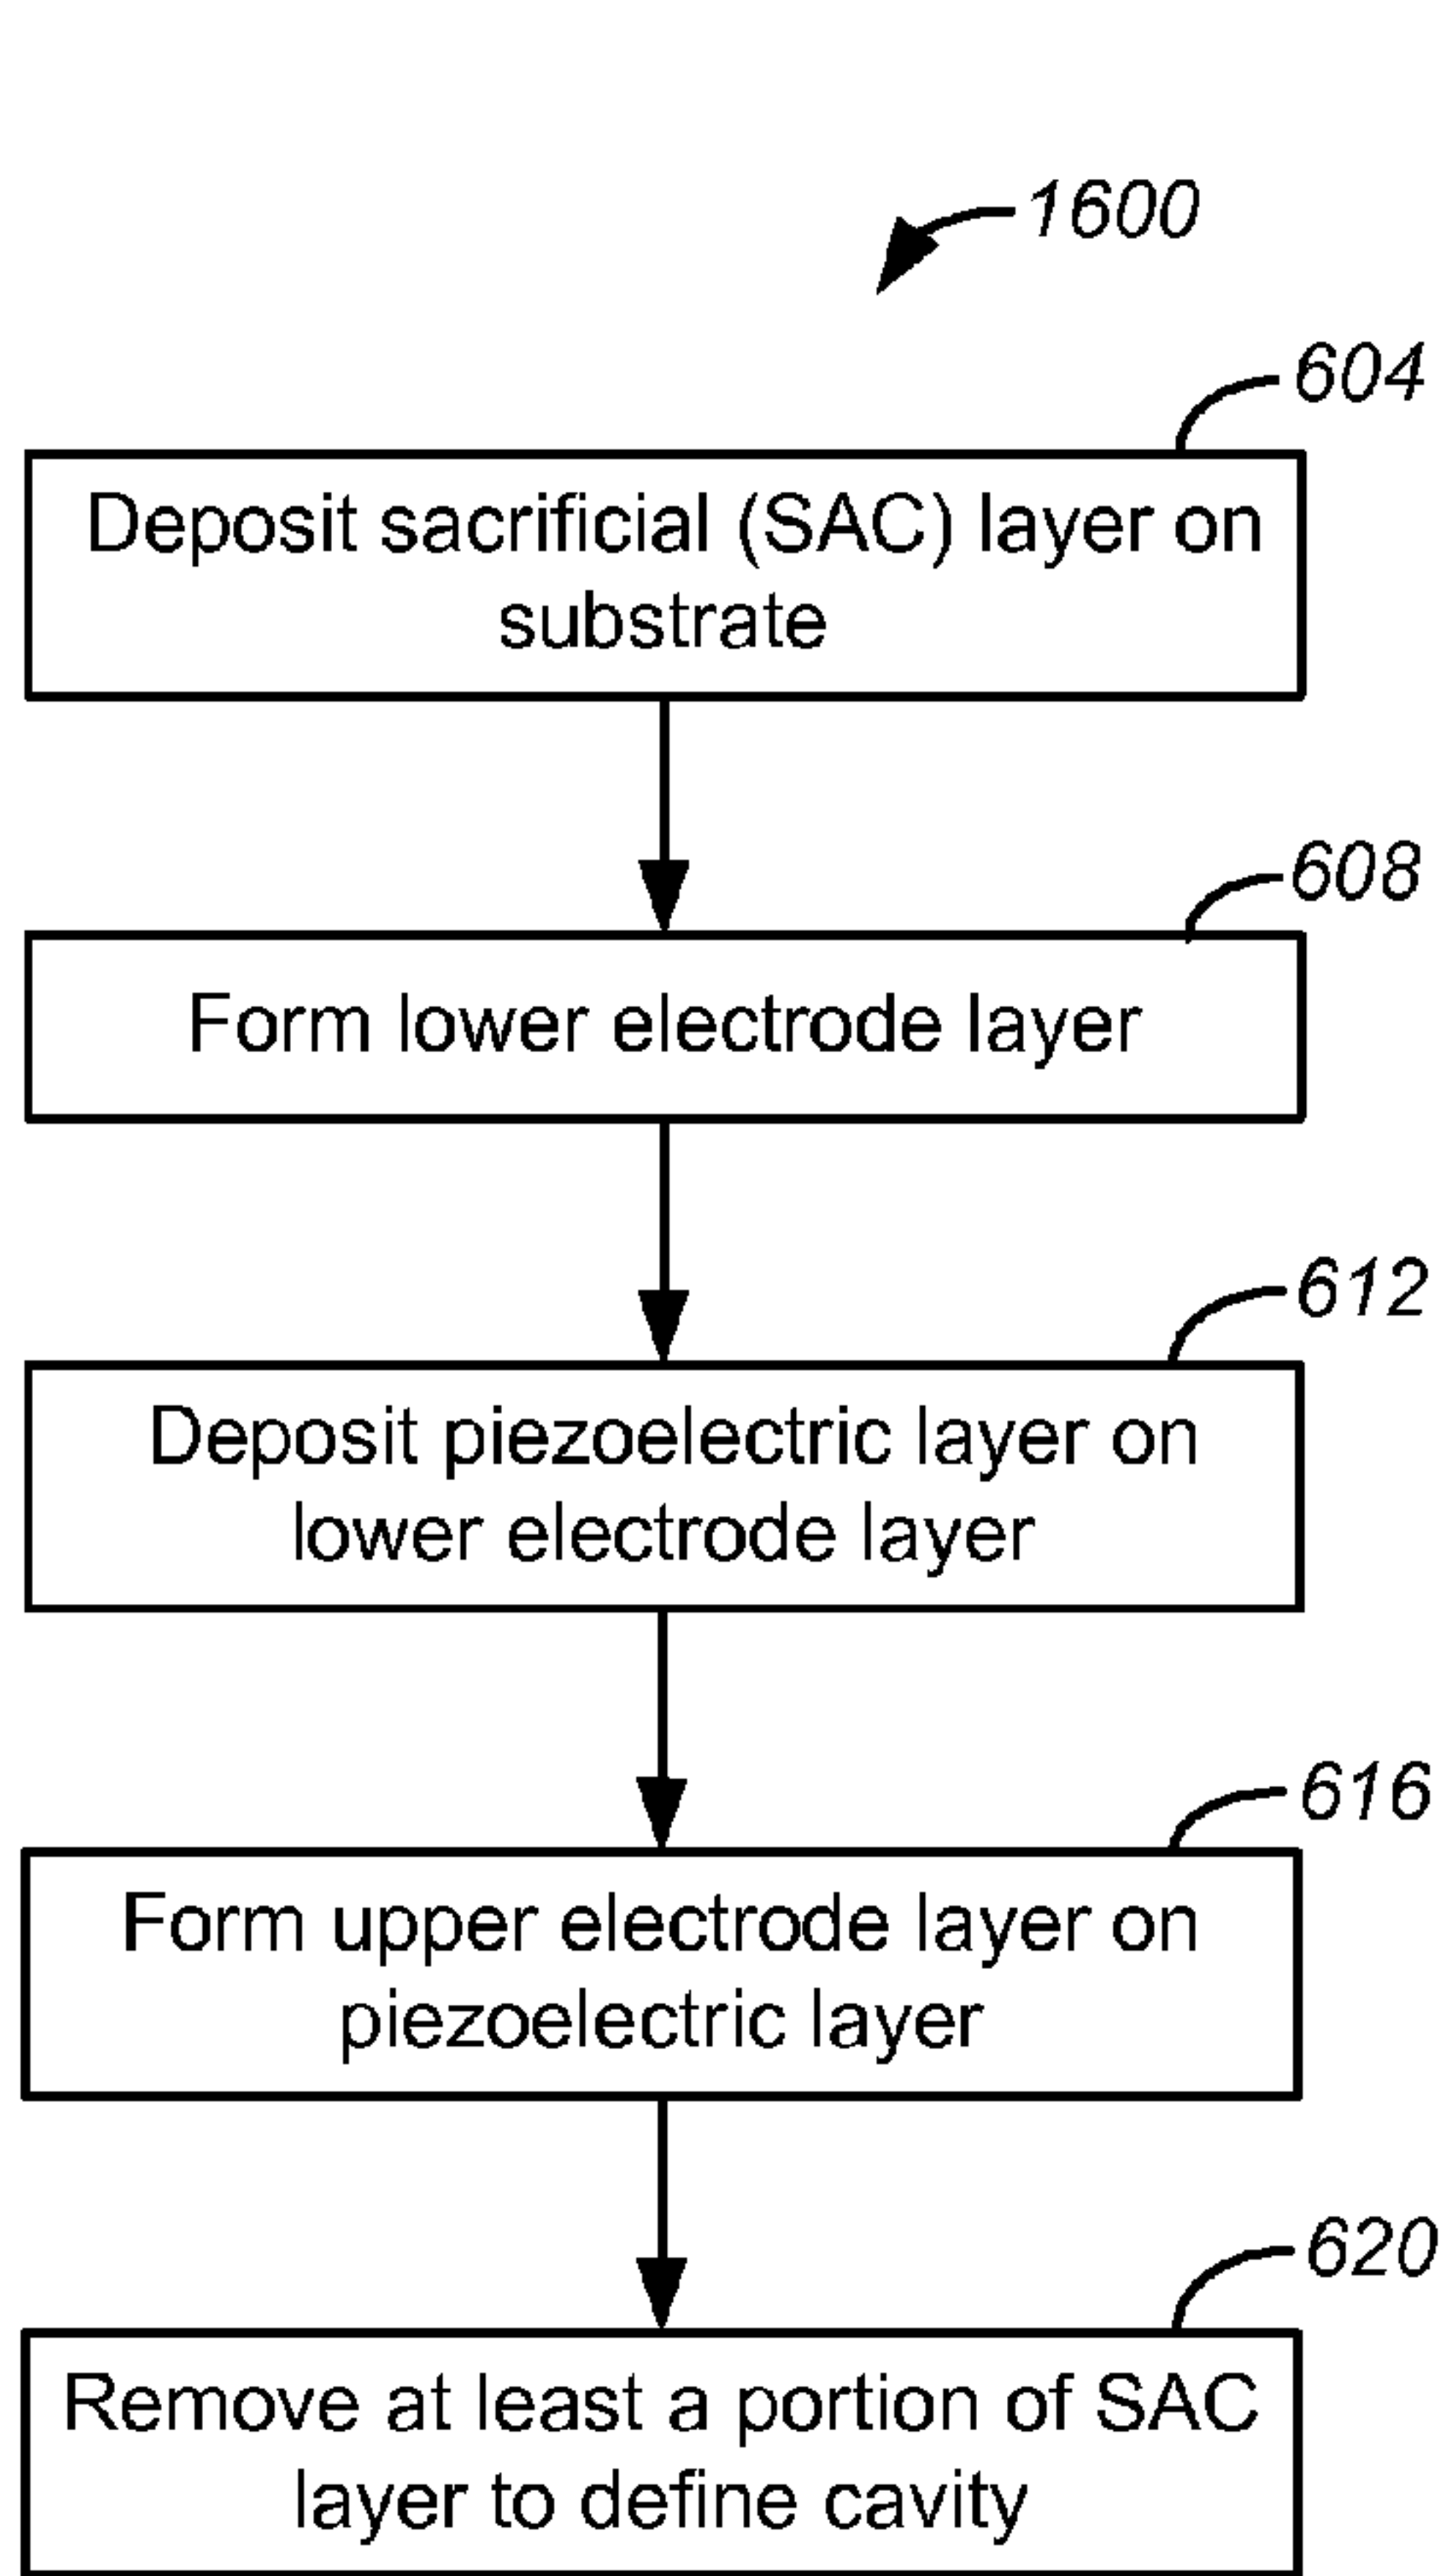 1600
604
Deposit sacrificial (SAC) layer on
substrate
608
Form lower electrode layer
612
Deposit piezoelectric layer on
lower electrode layer
616
Form upper electrode layer on
piezoelectric layer
620
Remove at least a portion of SAC
layer to define cavity